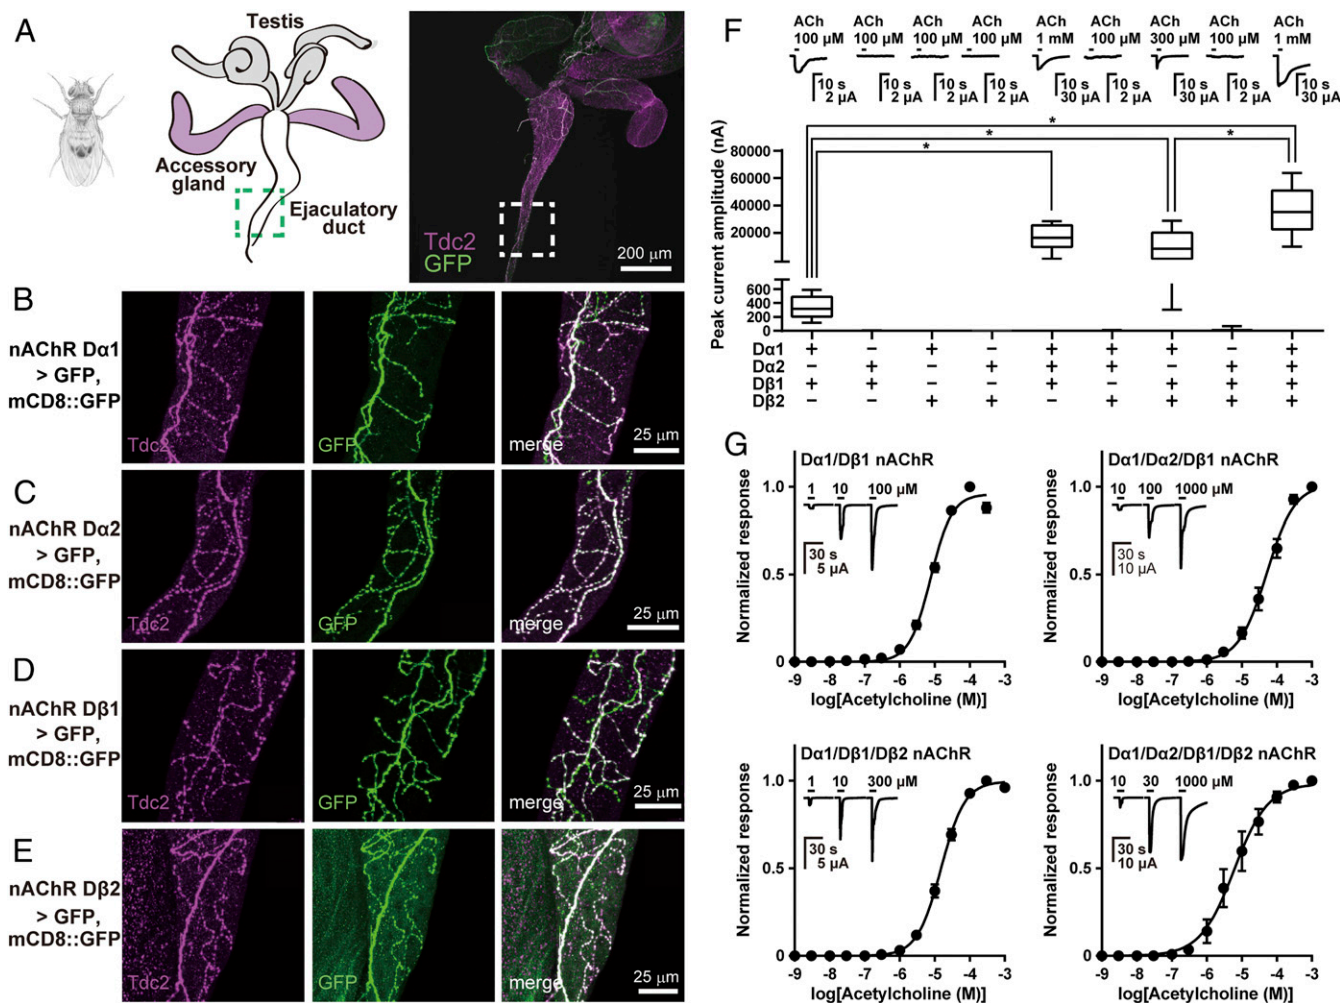 A
Testis
Accessory
gland
Ejaculatory
duct
Tdc2
GFP
200 μm
B
nAChR Dα1
> GFP,
mCD8::GFP
Tdc2
GFP
merge
25 μm
C
nAChR Dα2
> GFP,
mCD8::GFP
Tdc2
GFP
merge
25 μm
D
nAChR Dβ1
> GFP,
mCD8::GFP
Tdc2
GFP
merge
25 μm
E
nAChR Dβ2
> GFP,
mCD8::GFP
Tdc2
GFP
merge
25 μm
F
ACh ACh ACh ACh ACh ACh ACh ACh ACh
100 μM 100 μM 100 μM 100 μM 1 mM 100 μM 300 μM 100 μM 1 mM
10 s 10 s 10 s 10 s 10 s 10 s 10 s 10 s 10 s
2 μA 2 μA 2 μA 2 μA 30 μA 2 μA 30 μA 2 μA 30 μA
Peak current amplitude (nA)
* * * *
80000
60000
40000
20000
600
400
200
0
Dα1 + − + − + + + − +
Dα2 − + − + + + − + +
Dβ1 + + − − + − + + +
Dβ2 − − + + − + + + +
G
Dα1/Dβ1 nAChR
1 10 100 μM
30 s
5 μA
Normalized response
1.0
0.5
0
-9 -8 -7 -6 -5 -4 -3
log[Acetylcholine (M)]
Dα1/Dα2/Dβ1 nAChR
10 100 1000 μM
30 s
10 μA
Normalized response
1.0
0.5
0
-9 -8 -7 -6 -5 -4 -3
log[Acetylcholine (M)]
Dα1/Dβ1/Dβ2 nAChR
1 10 300 μM
30 s
5 μA
Normalized response
1.0
0.5
0
-9 -8 -7 -6 -5 -4 -3
log[Acetylcholine (M)]
Dα1/Dα2/Dβ1/Dβ2 nAChR
10 30 1000 μM
30 s
10 μA
Normalized response
1.0
0.5
0
-9 -8 -7 -6 -5 -4 -3
log[Acetylcholine (M)]